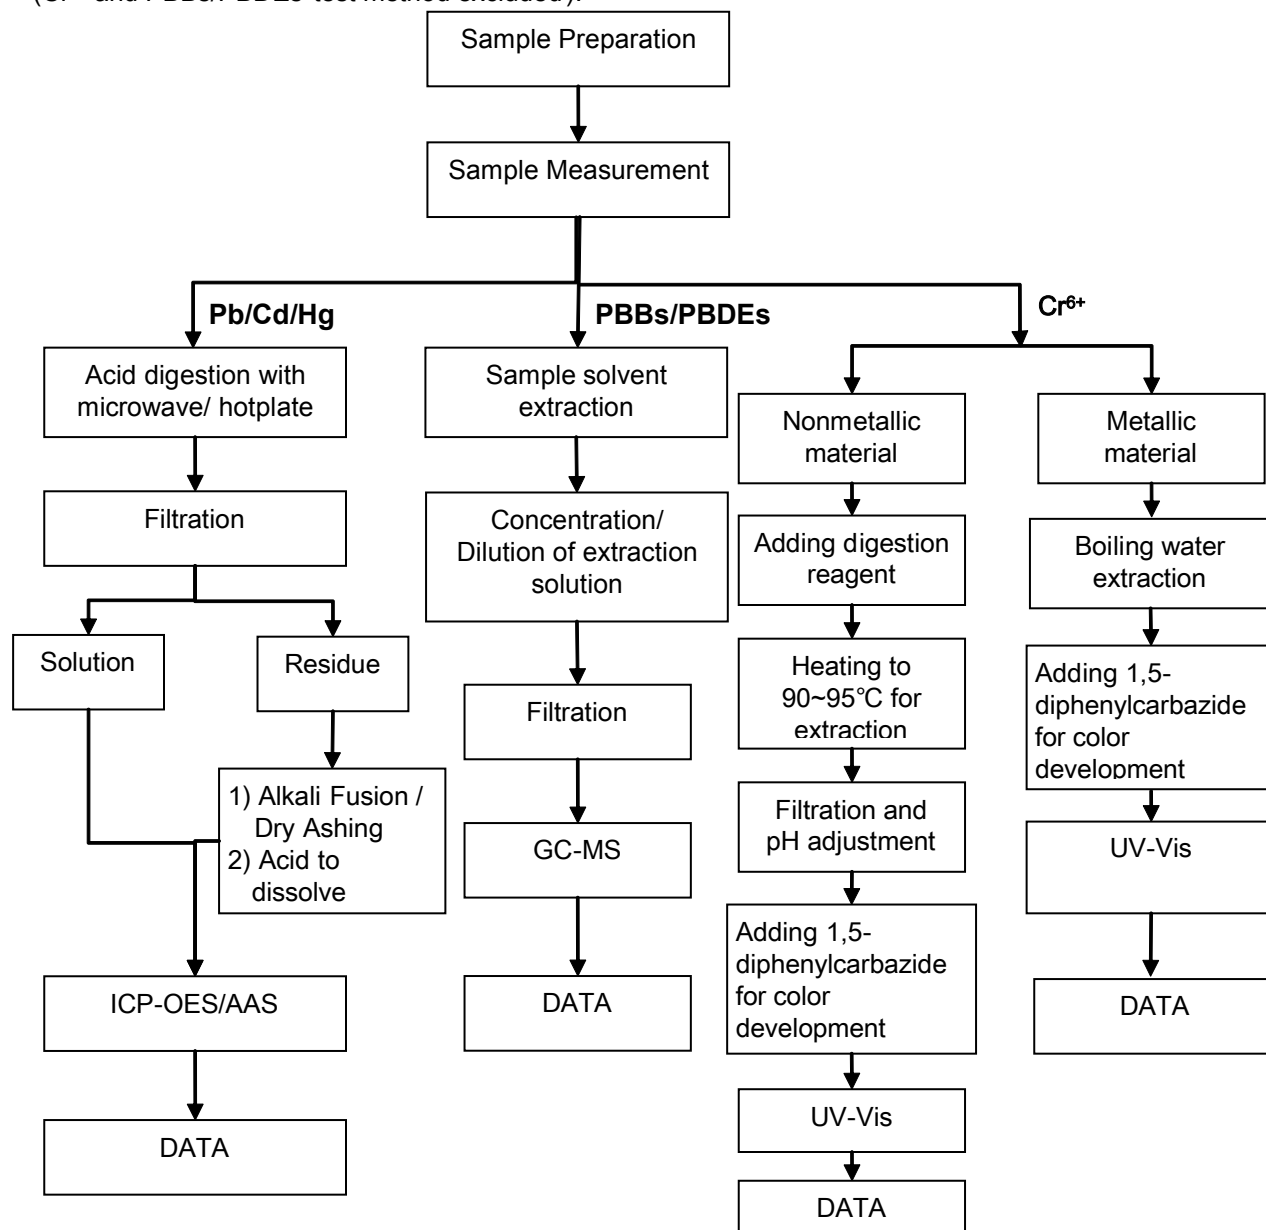 Sample Preparation
Sample Measurement
Pb/Cd/Hg
PBBs/PBDEs
Cr⁶⁺
Acid digestion with
microwave/ hotplate
Filtration
Solution
Residue
1) Alkali Fusion /
Dry Ashing
2) Acid to
dissolve
ICP-OES/AAS
DATA
Sample solvent
extraction
Concentration/
Dilution of extraction
solution
Filtration
GC-MS
DATA
Nonmetallic
material
Adding digestion
reagent
Heating to
90~95℃ for
extraction
Filtration and
pH adjustment
Adding 1,5-
diphenylcarbazide
for color
development
UV-Vis
DATA
Metallic
material
Boiling water
extraction
Adding 1,5-
diphenylcarbazide
for color
development
UV-Vis
DATA